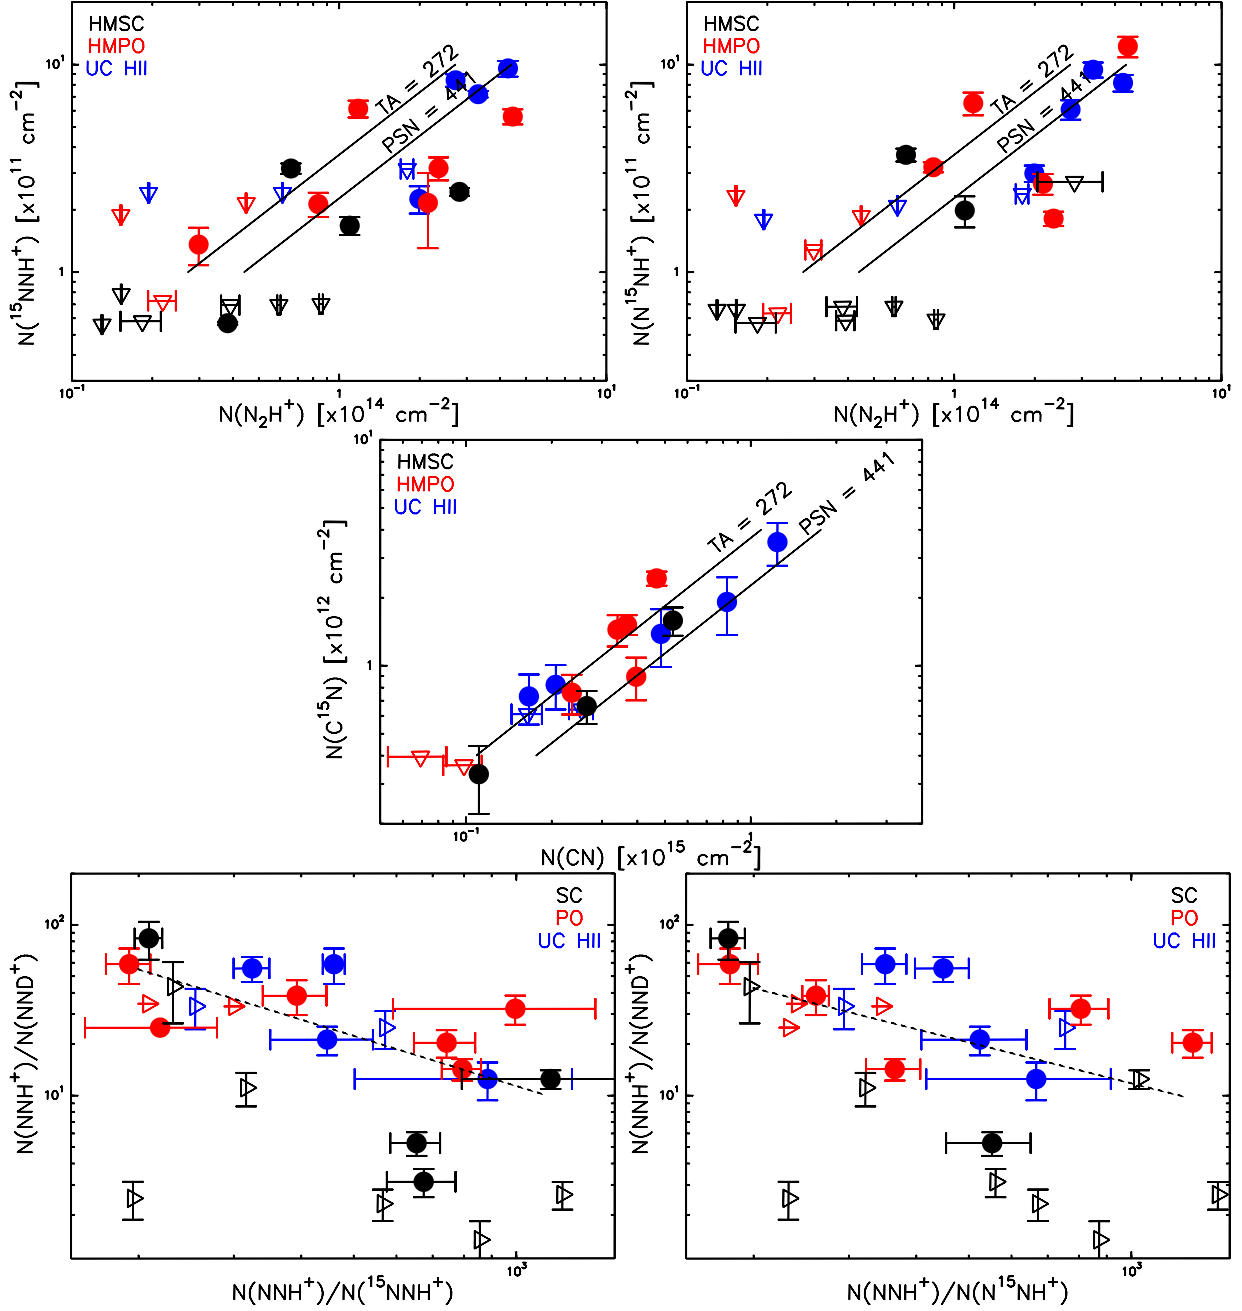 HMSC
HMPO
UC HII
TA = 272
PSN = 441
N(¹⁵NNH⁺) [x10¹¹ cm⁻²]
10¹
1
10⁻¹
1
10¹
N(N₂H⁺) [x10¹⁴ cm⁻²]
HMSC
HMPO
UC HII
TA = 272
PSN = 441
N(N¹⁵NH⁺) [x10¹¹ cm⁻²]
10¹
1
10⁻¹
1
10¹
N(N₂H⁺) [x10¹⁴ cm⁻²]
HMSC
HMPO
UC HII
TA = 272
PSN = 441
N(C¹⁵N) [x10¹² cm⁻²]
10¹
1
10⁻¹
1
N(CN) [x10¹⁵ cm⁻²]
SC
PO
UC HII
N(NNH⁺)/N(NND⁺)
10²
10¹
10³
N(NNH⁺)/N(¹⁵NNH⁺)
SC
PO
UC HII
N(NNH⁺)/N(NND⁺)
10²
10¹
10³
N(NNH⁺)/N(N¹⁵NH⁺)